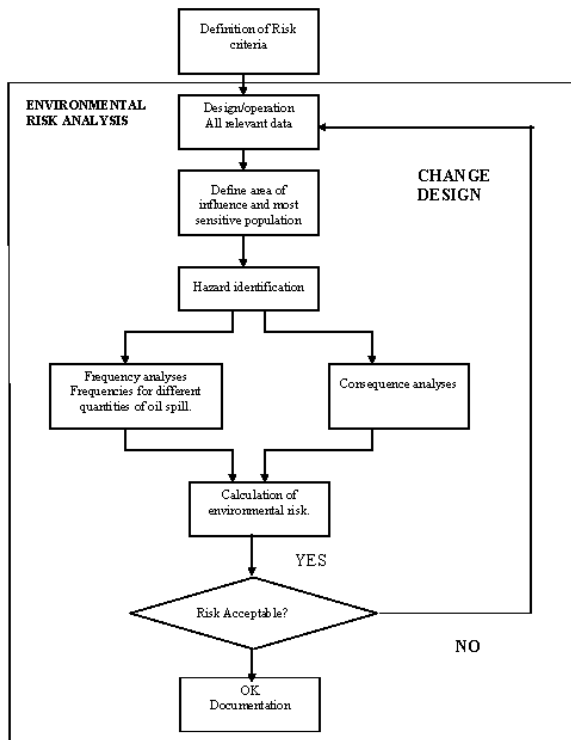 Definition of Risk
criteria
ENVIRONMENTAL
RISK ANALYSIS
Design/operation
All relevant data
CHANGE
DESIGN
Define area of
influence and most
sensitive population
Hazard identification
Frequency analyses
Frequencies for different
quantities of oil spill.
Consequence analyses
Calculation of
environmental risk.
YES
Risk Acceptable?
NO
OK
Documentation